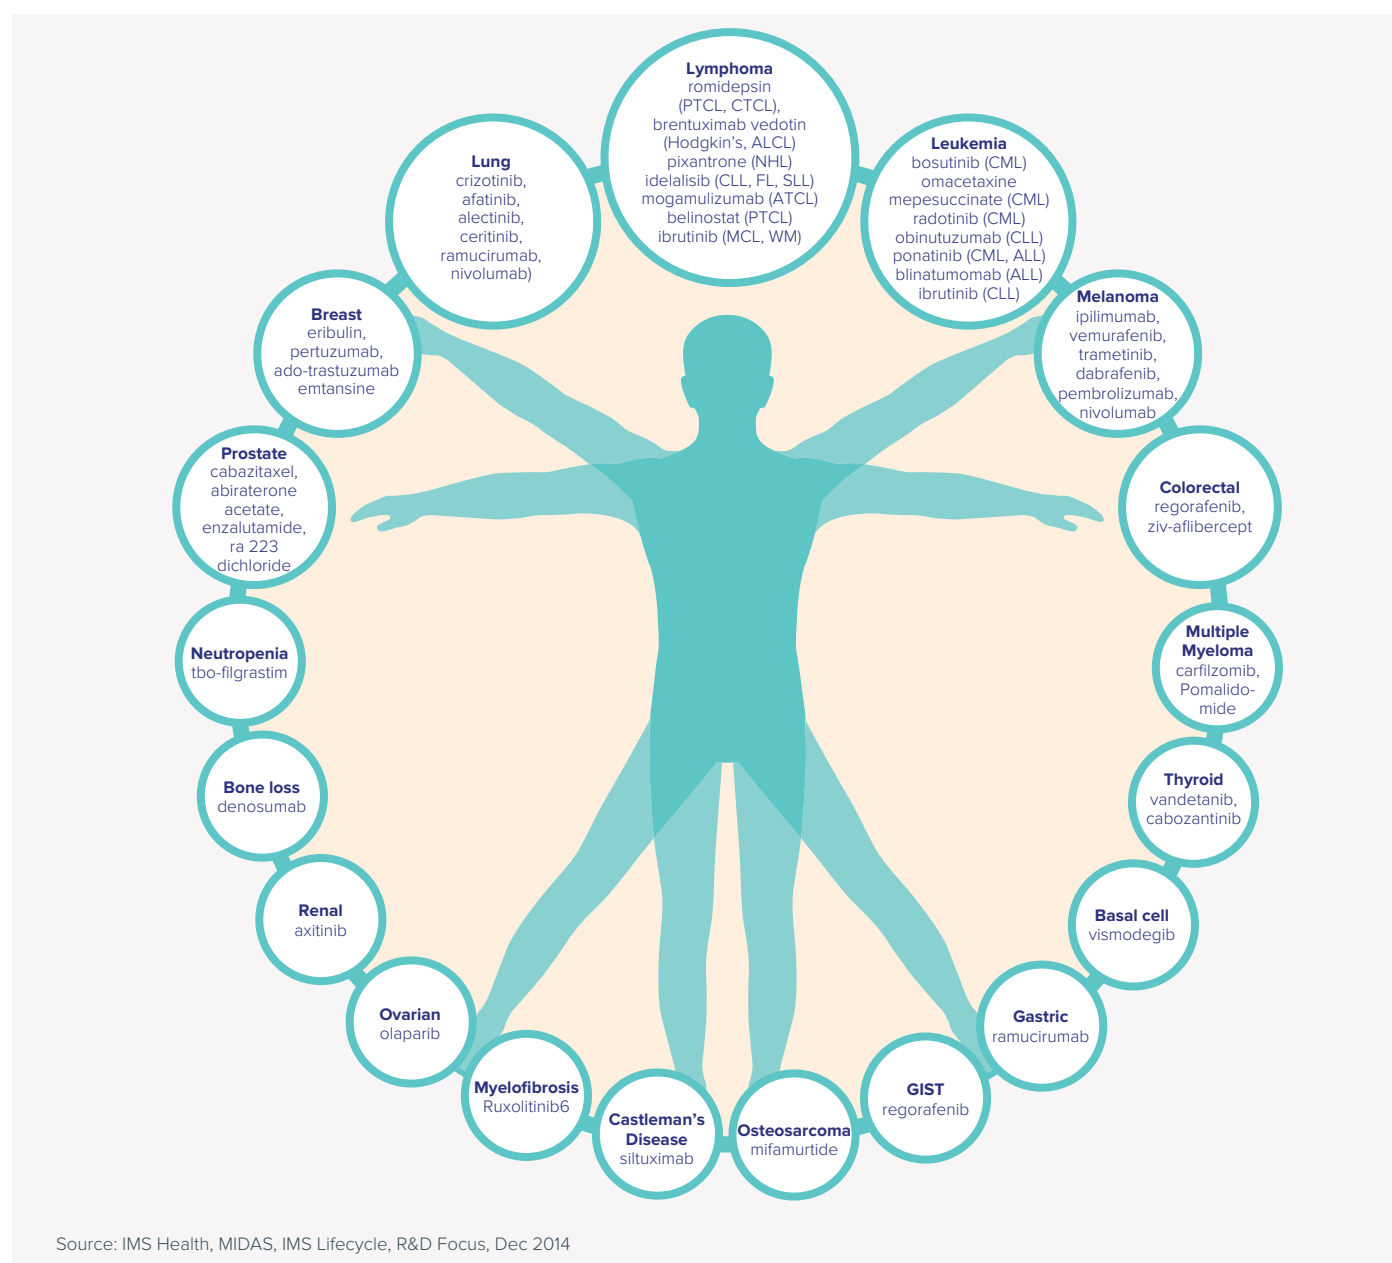 Lymphoma
romidepsin
(PTCL, CTCL),
brentuximab vedotin
(Hodgkin's, ALCL)
pixantrone (NHL)
idelalisib (CLL, FL, SLL)
mogamulizumab (ATCL)
belinostat (PTCL)
ibrutinib (MCL, WM)
Leukemia
bosutinib (CML)
omacetaxine
mepesuccinate (CML)
radotinib (CML)
obinutuzumab (CLL)
ponatinib (CML, ALL)
blinatumomab (ALL)
ibrutinib (CLL)
Melanoma
ipilimumab,
vemurafenib,
trametinib,
dabrafenib,
pembrolizumab,
nivolumab
Colorectal
regorafenib,
ziv-aflibercept
Multiple
Myeloma
carfilzomib,
Pomalido-
mide
Thyroid
vandetanib,
cabozantinib
Basal cell
vismodegib
Gastric
ramucirumab
GIST
regorafenib
Osteosarcoma
mifamurtide
Castleman's
Disease
siltuximab
Myelofibrosis
Ruxolitinib6
Ovarian
olaparib
Renal
axitinib
Bone loss
denosumab
Neutropenia
tbo-filgrastim
Prostate
cabazitaxel,
abiraterone
acetate,
enzalutamide,
ra 223
dichloride
Breast
eribulin,
pertuzumab,
ado-trastuzumab
emtansine
Lung
crizotinib,
afatinib,
alectinib,
ceritinib,
ramucirumab,
nivolumab)
Source: IMS Health, MIDAS, IMS Lifecycle, R&D Focus, Dec 2014